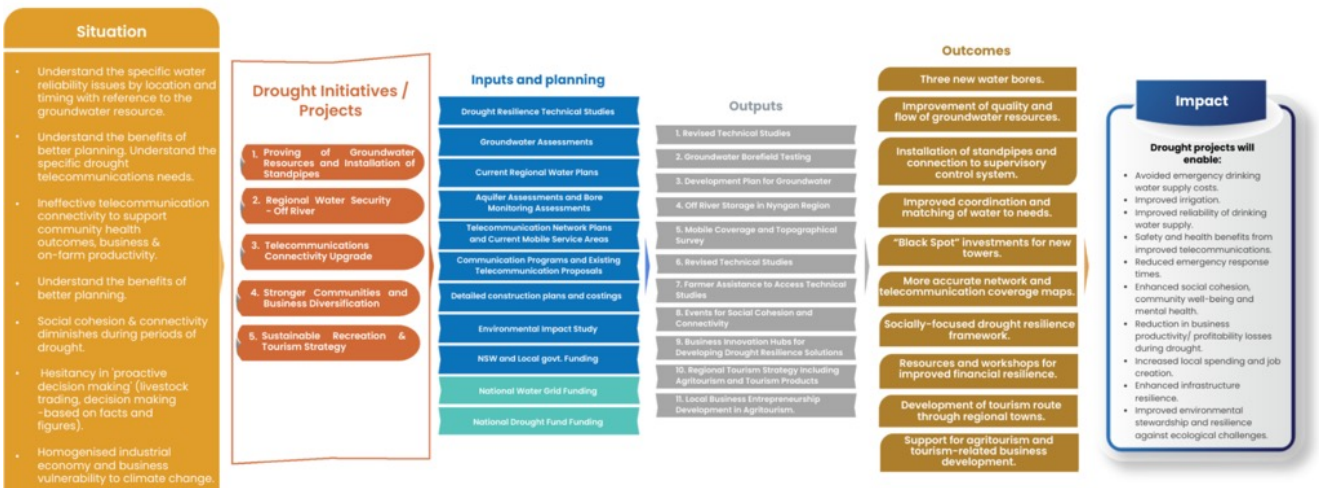 Situation
• Understand the specific water
reliability issues by location and
timing with reference to the
groundwater resource.
• Understand the benefits of
better planning. Understand the
specific drought
telecommunications needs.
• Ineffective telecommunication
connectivity to support
community health
outcomes, business &
on-farm productivity.
• Understand the benefits of
better planning.
• Social cohesion & connectivity
diminishes during periods of
drought.
• Hesitancy in 'proactive
decision making' (livestock
trading, decision making
-based on facts and
figures).
• Homogenised industrial
economy and business
vulnerability to climate change.
Drought Initiatives /
Projects
1. Proving of Groundwater
Resources and Installation of
Standpipes
2. Regional Water Security
- Off River
3. Telecommunications
Connectivity Upgrade
4. Stronger Communities and
Business Diversification
5. Sustainable Recreation &
Tourism Strategy
Inputs and planning
Drought Resilience Technical Studies
Groundwater Assessments
Current Regional Water Plans
Aquifer Assessments and Bore
Monitoring Assessments
Telecommunication Network Plans
and Current Mobile Service Areas
Communication Programs and Existing
Telecommunication Proposals
Detailed construction plans and costings
Environmental Impact Study
NSW and Local govt. Funding
National Water Grid Funding
National Drought Fund Funding
Outputs
1. Revised Technical Studies
2. Groundwater Borefield Testing
3. Development Plan for Groundwater
4. Off River Storage in Nyngan Region
5. Mobile Coverage and Topographical
Survey
6. Revised Technical Studies
7. Farmer Assistance to Access Technical
Studies
8. Events for Social Cohesion and
Connectivity
9. Business Innovation Hubs for
Developing Drought Resilience Solutions
10. Regional Tourism Strategy Including
Agritourism and Tourism Products
11. Local Business Entrepreneurship
Development in Agritourism.
Outcomes
Three new water bores.
Improvement of quality and
flow of groundwater resources.
Installation of standpipes and
connection to supervisory
control system.
Improved coordination and
matching of water to needs.
"Black Spot" investments for new
towers.
More accurate network and
telecommunication coverage maps.
Socially-focused drought resilience
framework.
Resources and workshops for
improved financial resilience.
Development of tourism route
through regional towns.
Support for agritourism and
tourism-related business
development.
Impact
Drought projects will
enable:
• Avoided emergency drinking
water supply costs.
• Improved irrigation.
• Improved reliability of drinking
water supply.
• Safety and health benefits from
improved telecommunications.
• Reduced emergency response
times.
• Enhanced social cohesion,
community well-being and
mental health.
• Reduction in business
productivity/ profitability losses
during drought.
• Increased local spending and job
creation.
• Enhanced infrastructure
resilience.
• Improved environmental
stewardship and resilience
against ecological challenges.